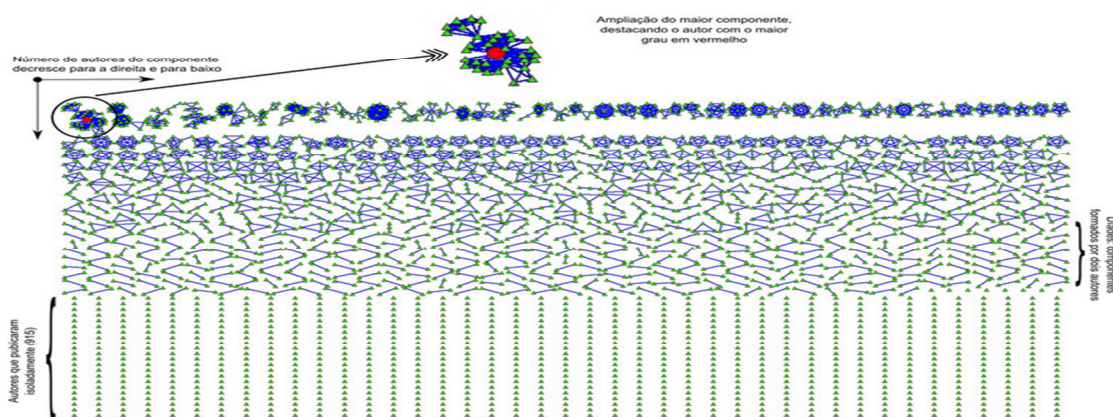 Ampliação do maior componente,
destacando o autor com o maior
grau em vermelho
Número de autores do componente
decresce para a direita e para baixo
Díades: componentes
formados por dois autores
Autores que pubicaram
isoladamente (915)